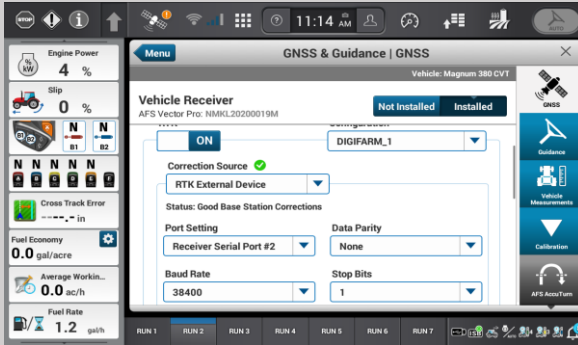 STOP
11:14 AM
AUTO
Engine Power
kW
4 %
Slip
0 %
B1 B2
N N
B1 B2
N N N N N N
Cross Track Error
----.- in
Fuel Economy
0.0 gal/acre
Average Workin...
0.0 ac/h
Fuel Rate
1.2 gal/h
Menu
GNSS & Guidance | GNSS
Vehicle: Magnum 380 CVT
Vehicle Receiver
AFS Vector Pro: NMKL20200019M
Not Installed Installed
Configuration
ON
DIGIFARM_1
Correction Source
RTK External Device
Status: Good Base Station Corrections
Port Setting Data Parity
Receiver Serial Port #2 None
Baud Rate Stop Bits
38400 1
GNSS
Guidance
Vehicle
Measurements
Calibration
AFS AccuTurn
RUN 1 RUN 2 RUN 3 RUN 4 RUN 5 RUN 6 RUN 7